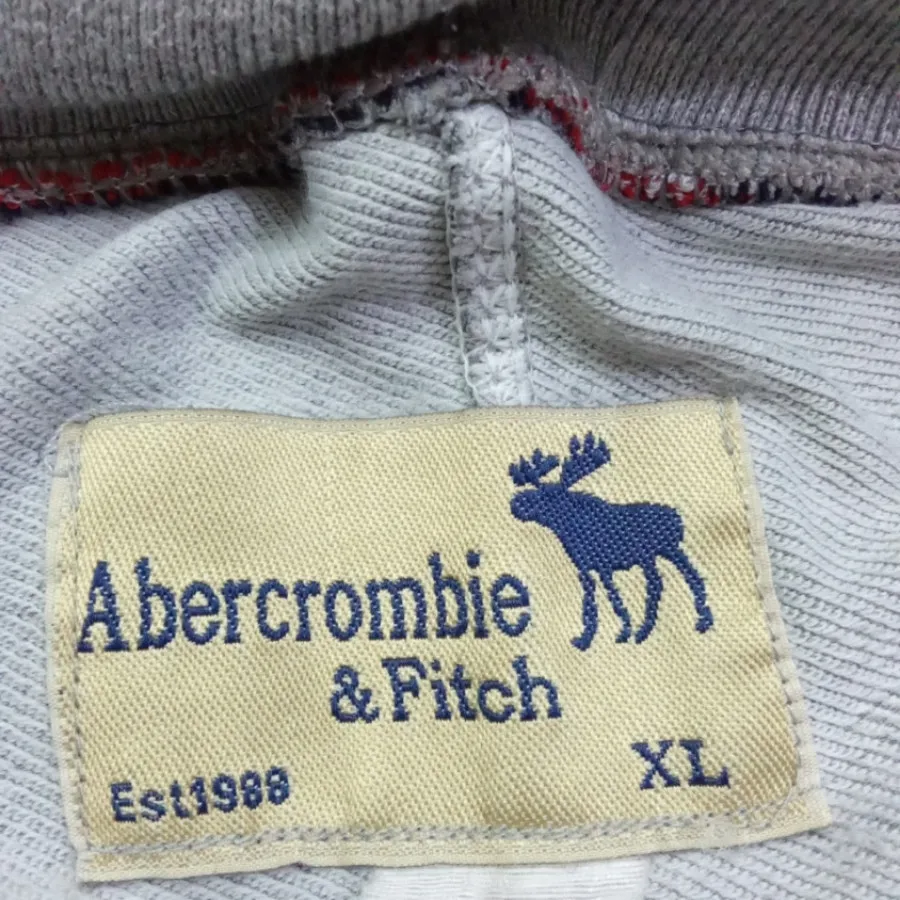 Abercrombie
& Fitch
Est1988
XL